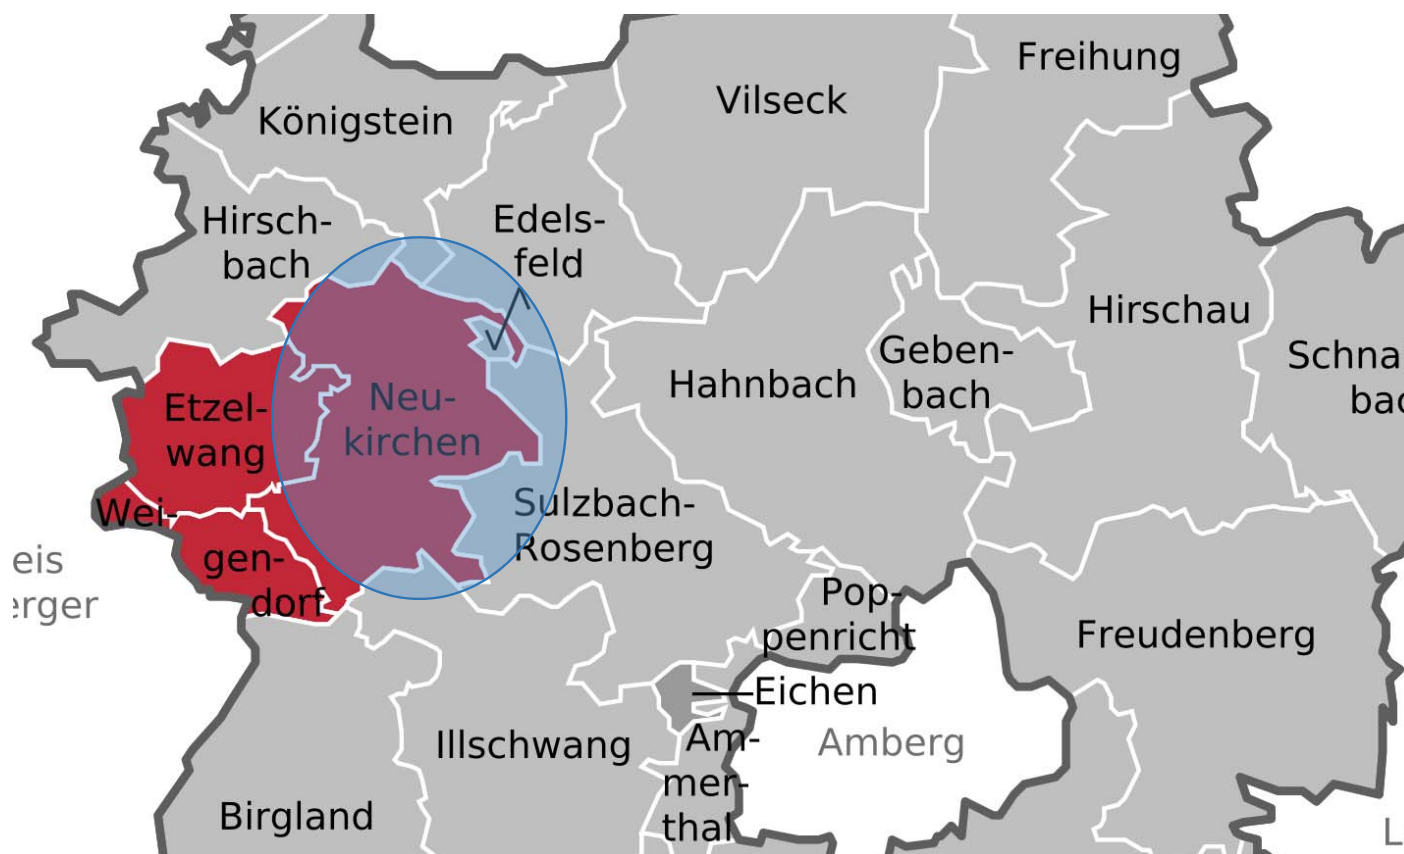 Freihung
Vilseck
Königstein
Hirsch-
bach
Edels-
feld
Hirschau
Geben-
bach
Schna
Hahnbach
Neu-
kirchen
Etzel-
wang
Wei-
gen-
dorf
Sulzbach-
Rosenberg
eis
erger
Pop-
penricht
Freudenberg
Eichen
Amberg
Illschwang
Am-
mer-
thal
Birgland
L